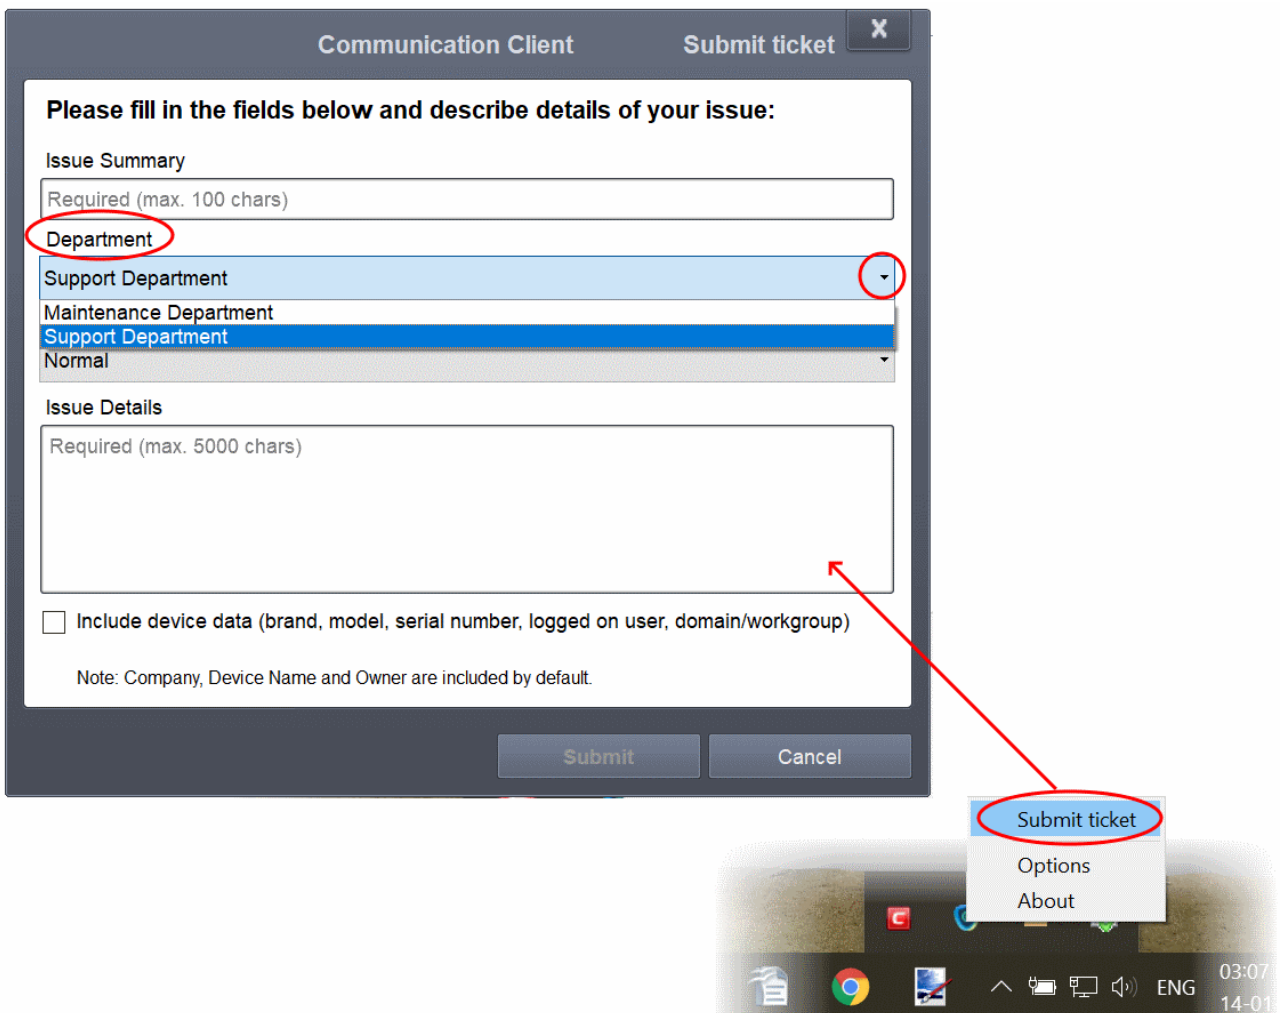 Communication Client
Submit ticket
X
Please fill in the fields below and describe details of your issue:
Issue Summary
Required (max. 100 chars)
Department
Support Department
Maintenance Department
Support Department
Normal
Issue Details
Required (max. 5000 chars)
Include device data (brand, model, serial number, logged on user, domain/workgroup)
Note: Company, Device Name and Owner are included by default.
Submit
Cancel
Submit ticket
Options
About
C
ENG
03:07
14-01